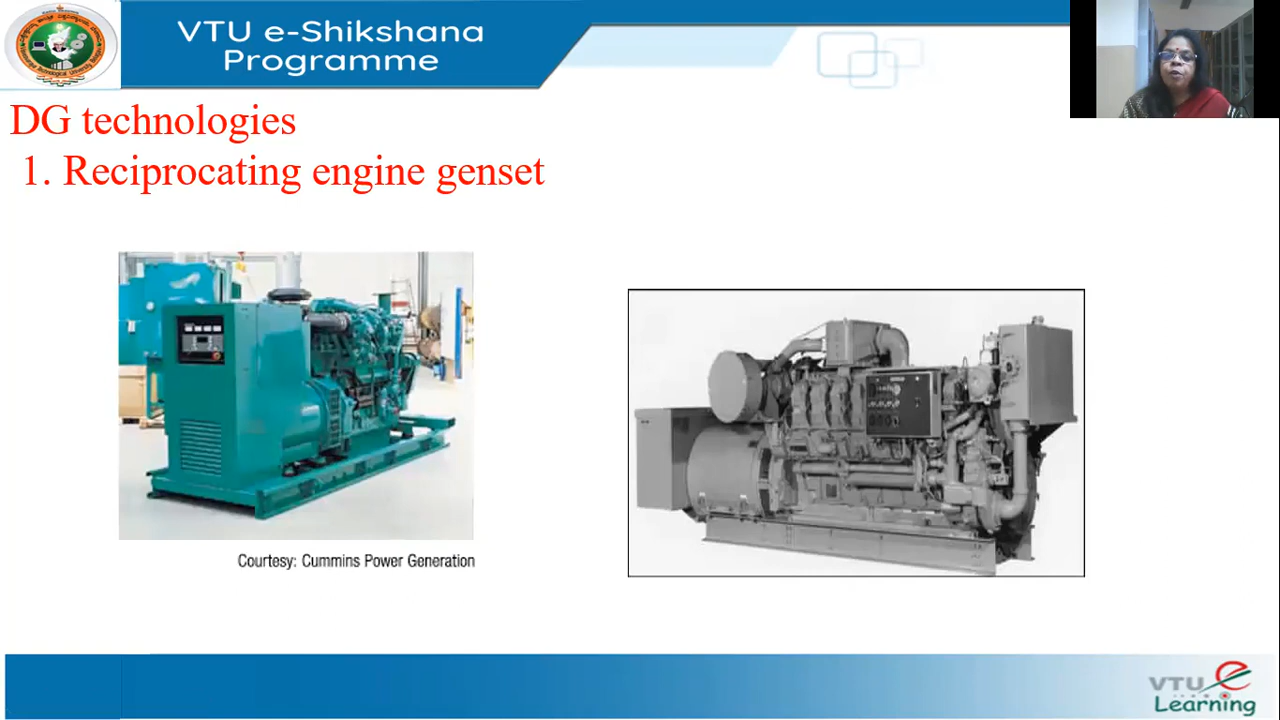 VTU e-Shikshana
Programme
DG technologies
1. Reciprocating engine genset
Courtesy: Cummins Power Generation
VTU e
Learning